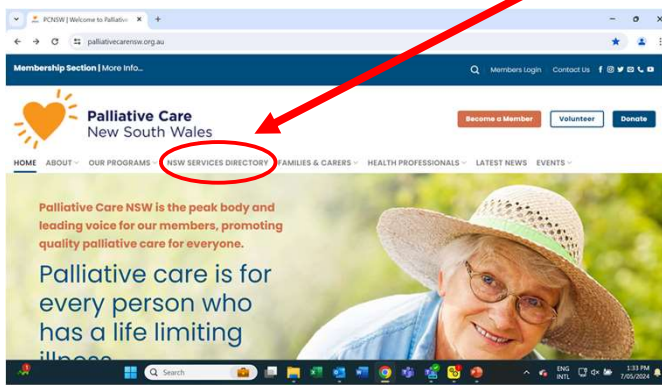 PCNSW | Welcome to Palliative
palliativecarensw.org.au
Membership Section | More Info...
Members Login Contact Us
Palliative Care
New South Wales
Become a Member Volunteer Donate
HOME ABOUT OUR PROGRAMS NSW SERVICES DIRECTORY FAMILIES & CARERS HEALTH PROFESSIONALS LATEST NEWS EVENTS
Palliative Care NSW is the peak body and
leading voice for our members, promoting
quality palliative care for everyone.
Palliative care is for
every person who
has a life limiting
illness
Search
ENG
INTL
1:33 PM
7/05/2024